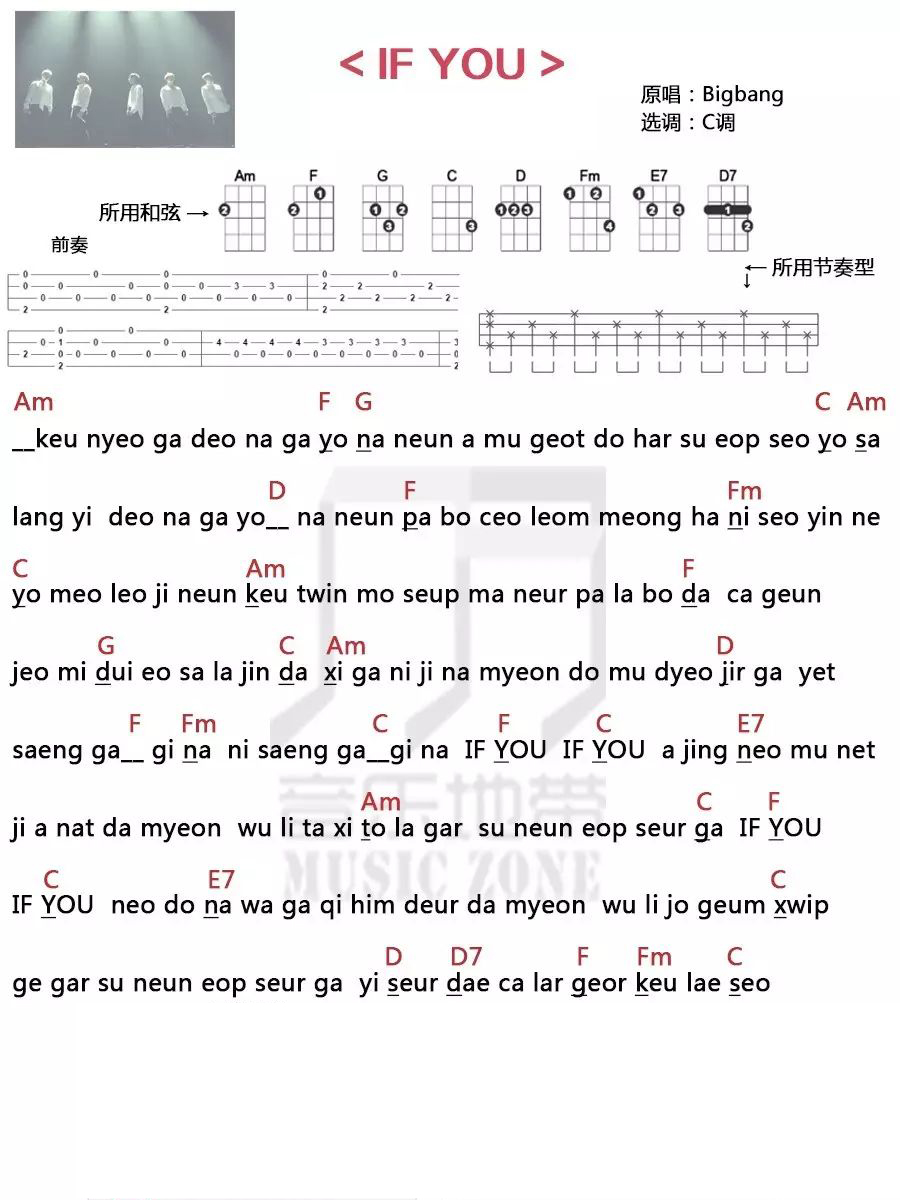 < IF YOU >
原唱：Bigbang
选调：C调
Am F G C D Fm E7 D7
所用和弦 →
前奏
← 所用节奏型
Am F G C Am
__keu nyeo ga deo na ga yo na neun a mu geot do har su eop seo yo sa
D F Fm
lang yi deo na ga yo__ na neun pa bo ceo leom meong ha ni seo yin ne
C Am F
yo meo leo ji neun keu twin mo seup ma neur pa la bo da ca geun
G C Am D
jeo mi dui eo sa la jin da xi ga ni ji na myeon do mu dyeo jir ga yet
F Fm C F C E7
saeng ga__ gi na ni saeng ga__gi na IF YOU IF YOU a jing neo mu net
Am C F
ji a nat da myeon wu li ta xi to la gar su neun eop seur ga IF YOU
C E7 C
IF YOU neo do na wa ga qi him deur da myeon wu li jo geum xwip
D D7 F Fm C
ge gar su neun eop seur ga yi seur dae ca lar geor keu lae seo
音乐地带
MUSIC ZONE